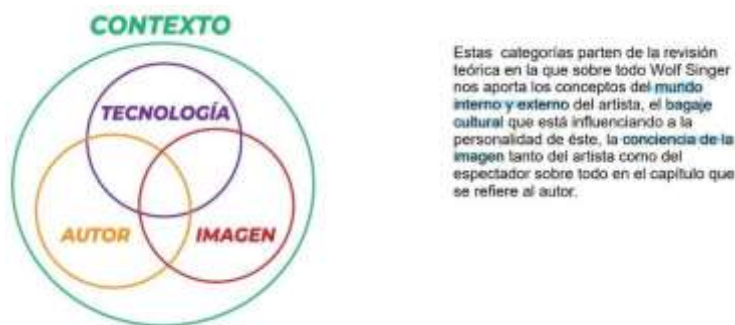 CONTEXTO
TECNOLOGÍA
AUTOR
IMAGEN
Estas categorías parten de la revisión
teórica en la que sobre todo Wolf Singer
nos aporta los conceptos del mundo
interno y externo del artista, el bagaje
cultural que está influenciando a la
personalidad de éste, la conciencia de la
imagen tanto del artista como del
espectador sobre todo en el capítulo que
se refiere al autor.